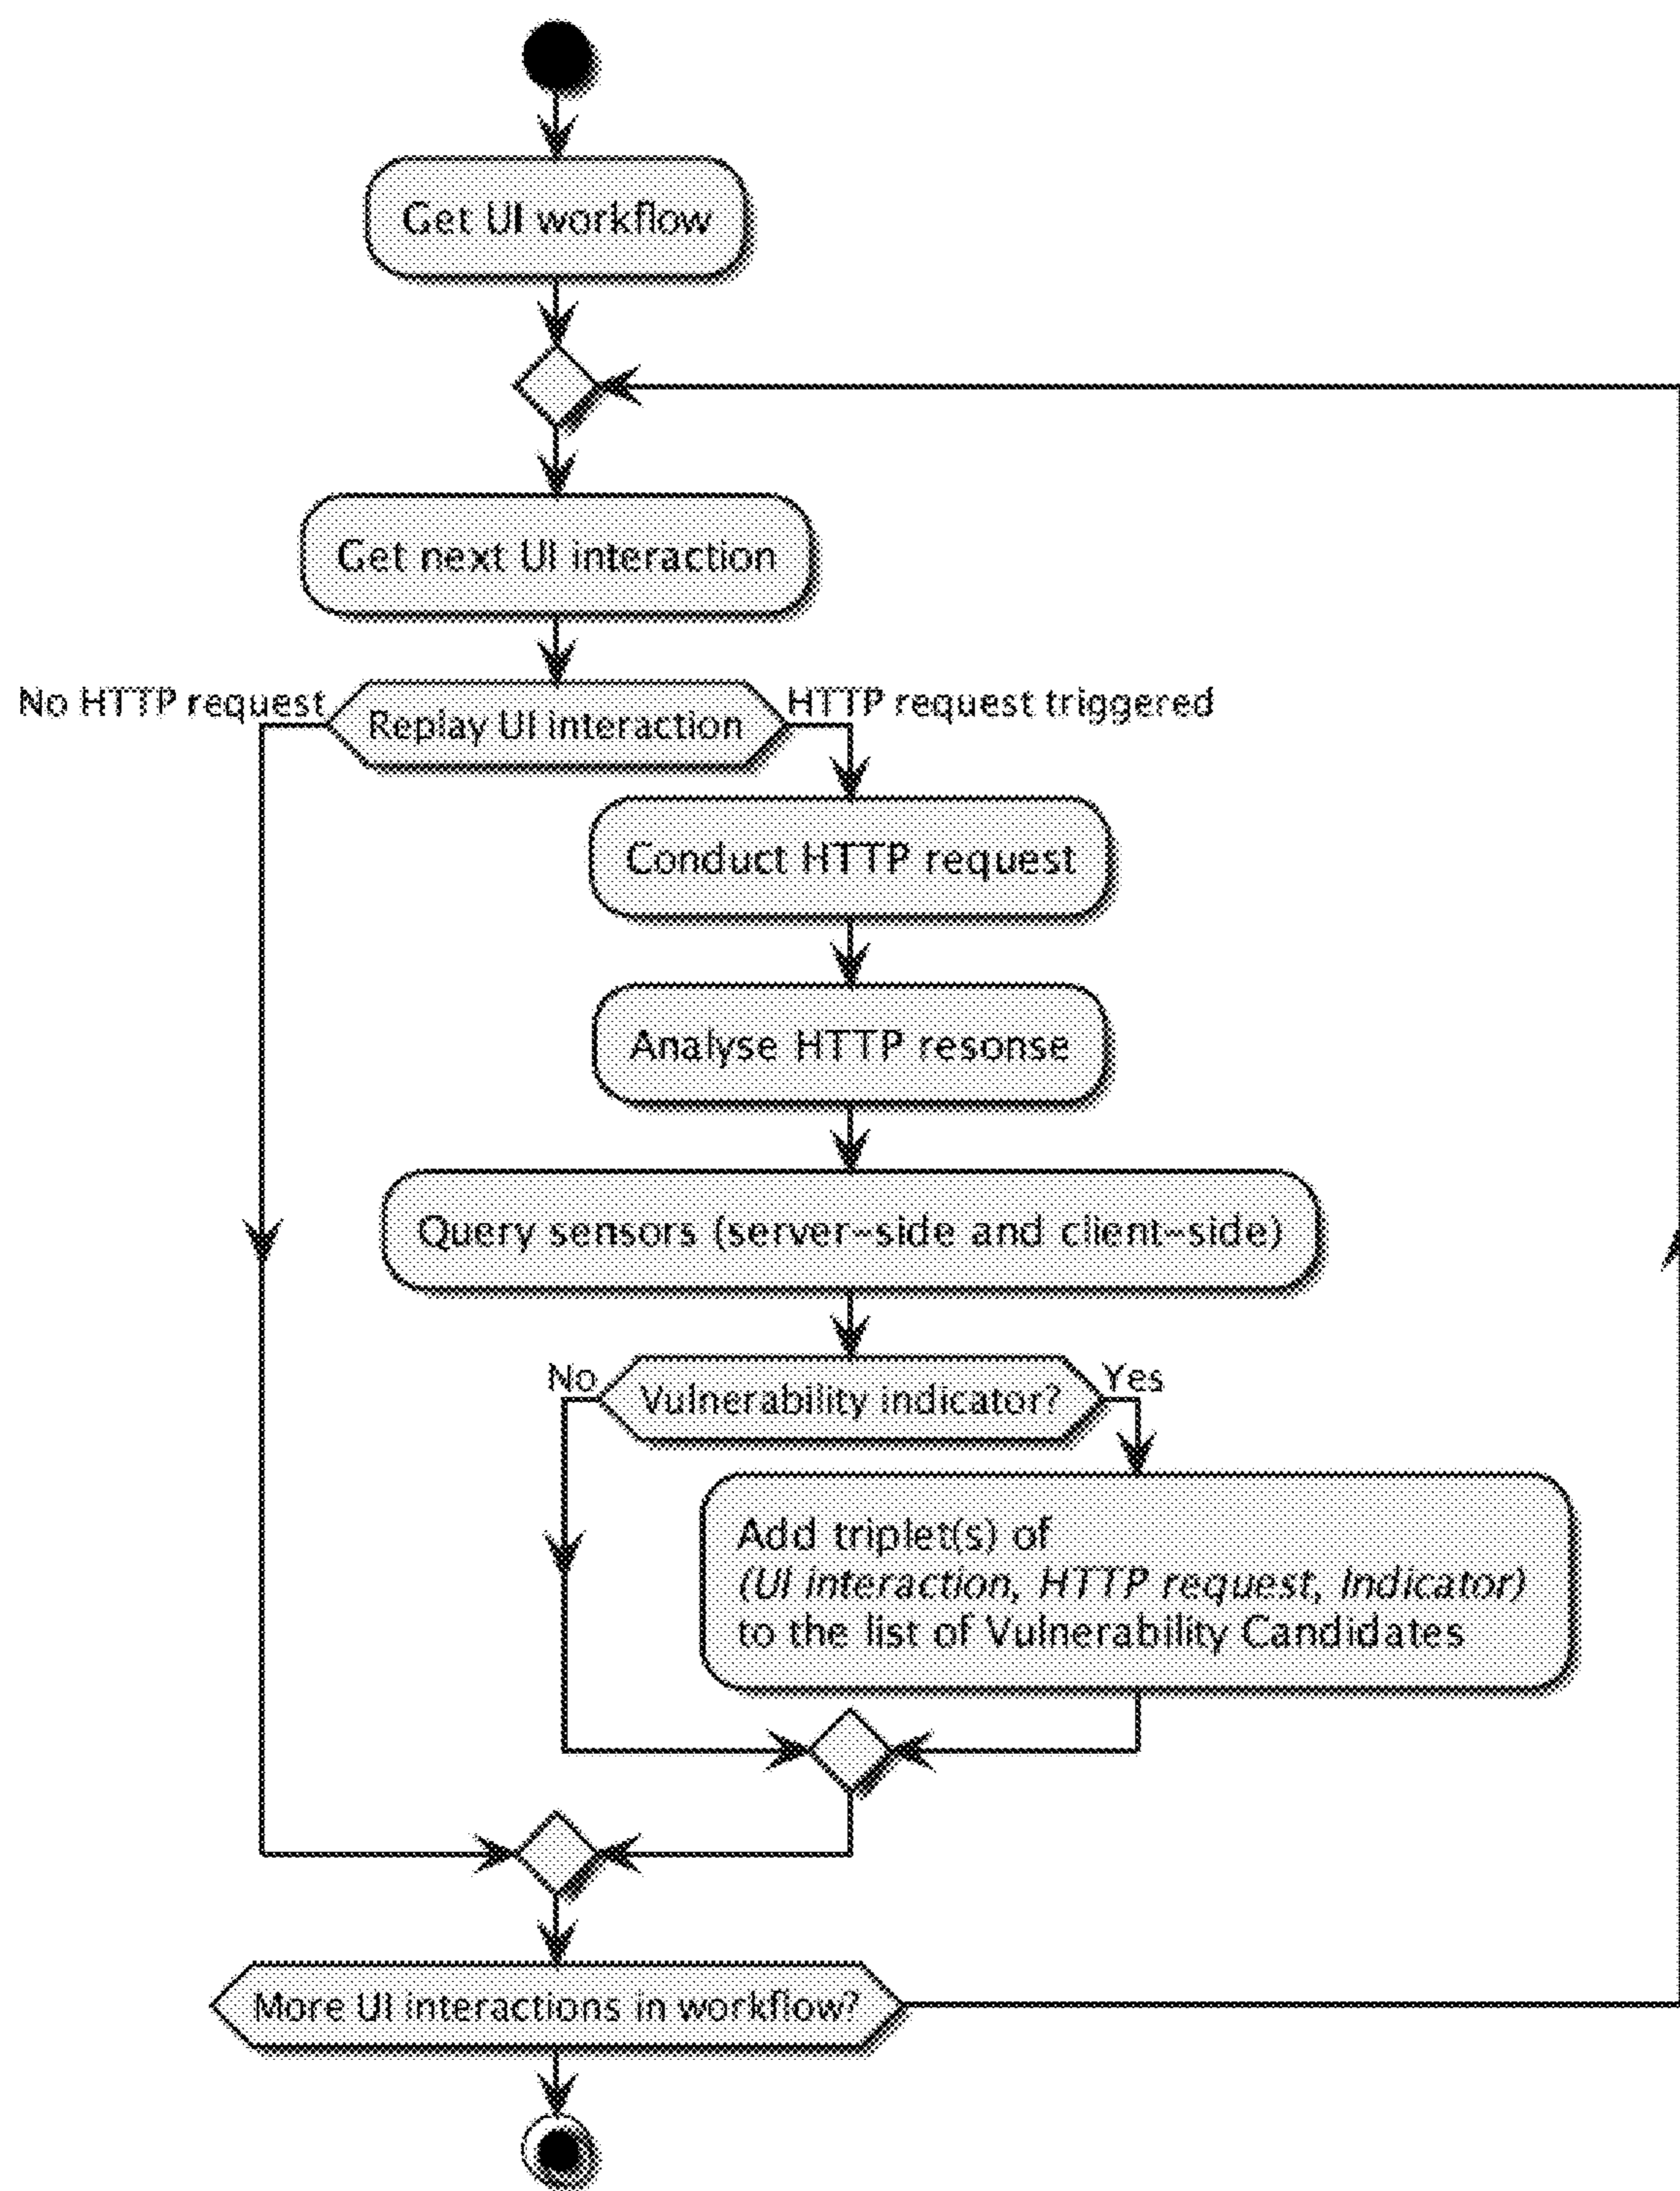 Get UI workflow
Get next UI interaction
No HTTP request
Replay UI interaction
HTTP request triggered
Conduct HTTP request
Analyse HTTP resonse
Query sensors (server-side and client-side)
No
Vulnerability indicator?
Yes
Add triplet(s) of
(UI interaction, HTTP request, Indicator)
to the list of Vulnerability Candidates
More UI interactions in workflow?